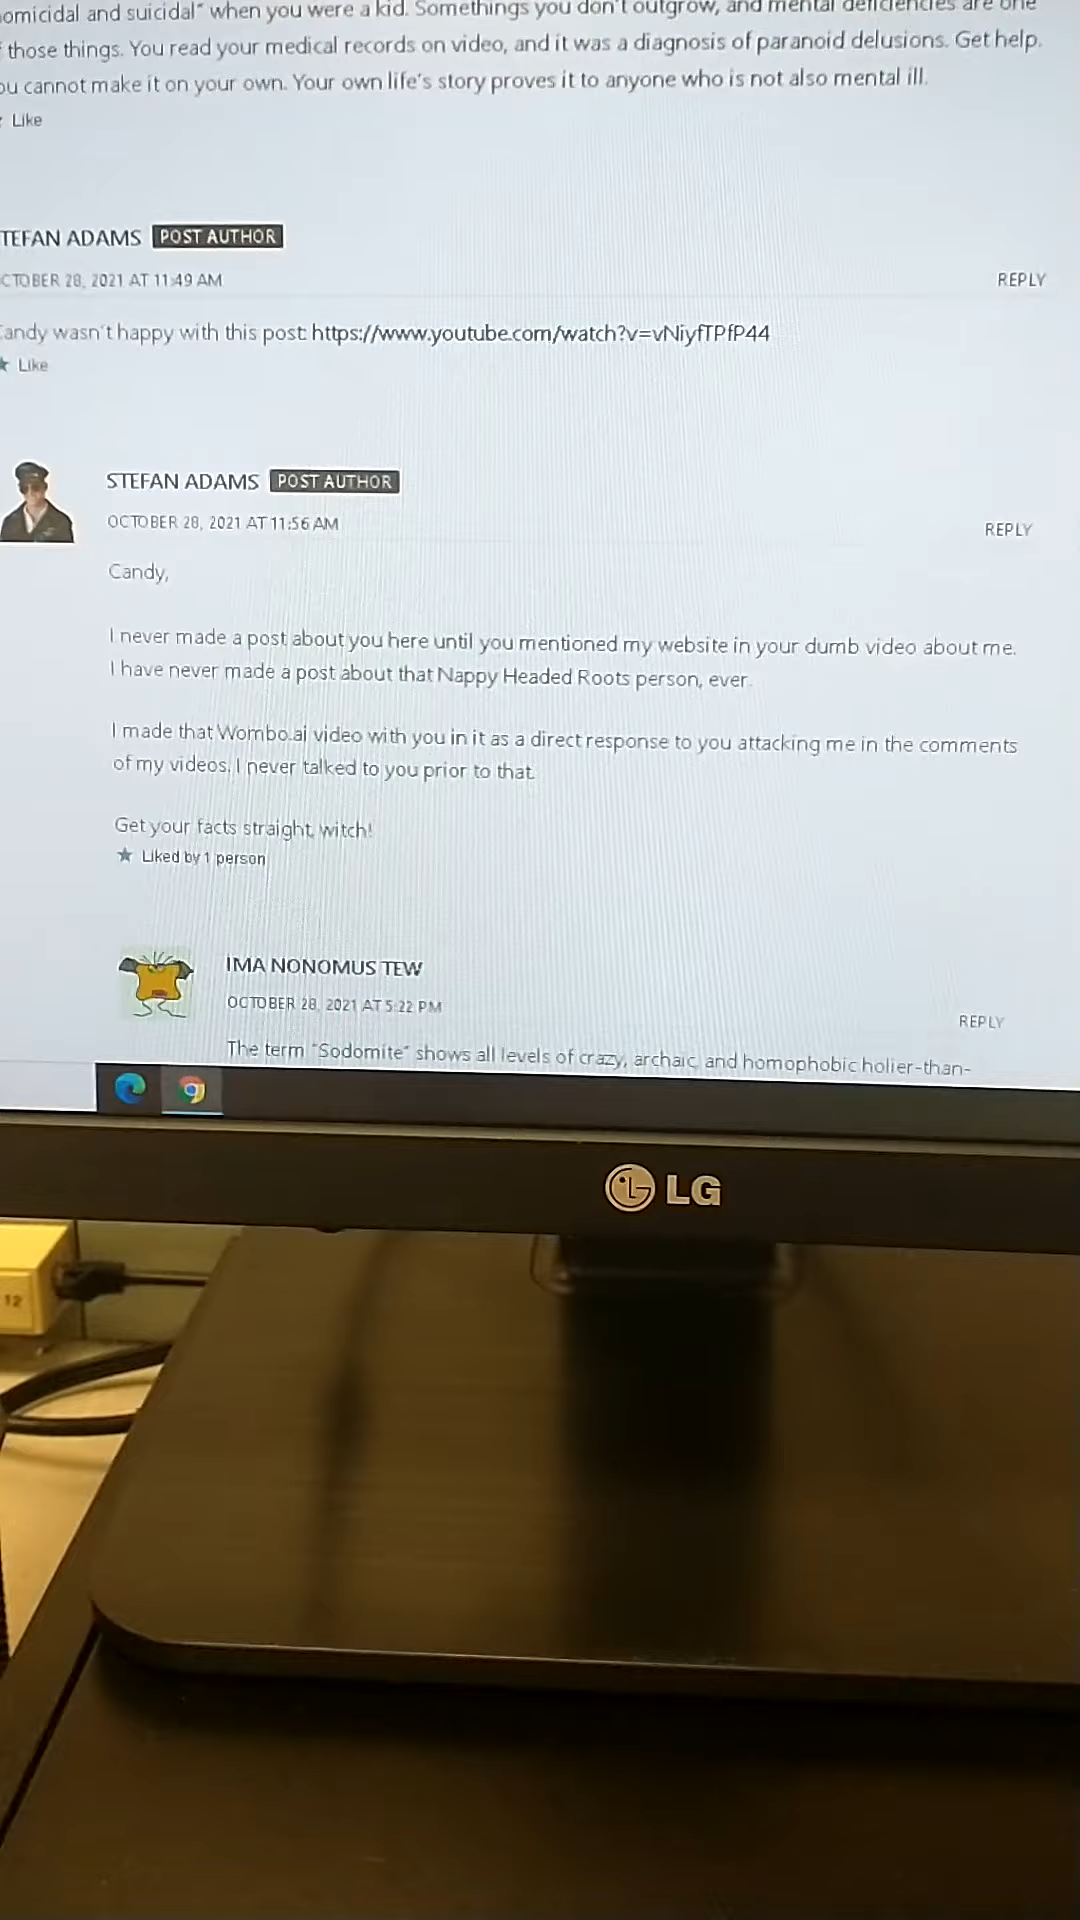 omicidal and suicidal" when you were a kid. Somethings you don't outgrow, and mental deficiencies are one
those things. You read your medical records on video, and it was a diagnosis of paranoid delusions. Get help.
ou cannot make it on your own. Your own life's story proves it to anyone who is not also mental ill.
Like
TEFAN ADAMS POST AUTHOR
CTOBER 28, 2021 AT 11:49 AM
REPLY
andy wasn't happy with this post: https://www.youtube.com/watch?v=vNiyfTPfP44
★ Like
STEFAN ADAMS POST AUTHOR
OCTOBER 28, 2021 AT 11:56 AM
REPLY
Candy,
I never made a post about you here until you mentioned my website in your dumb video about me.
I have never made a post about that Nappy Headed Roots person, ever.
I made that Wombo.ai video with you in it as a direct response to you attacking me in the comments
of my videos. I never talked to you prior to that.
Get your facts straight, witch!
★ Liked by 1 person
IMA NONOMUS TEW
OCTOBER 28, 2021 AT 5:22 PM
REPLY
The term "Sodomite" shows all levels of crazy, archaic, and homophobic holier-than-
LG
12